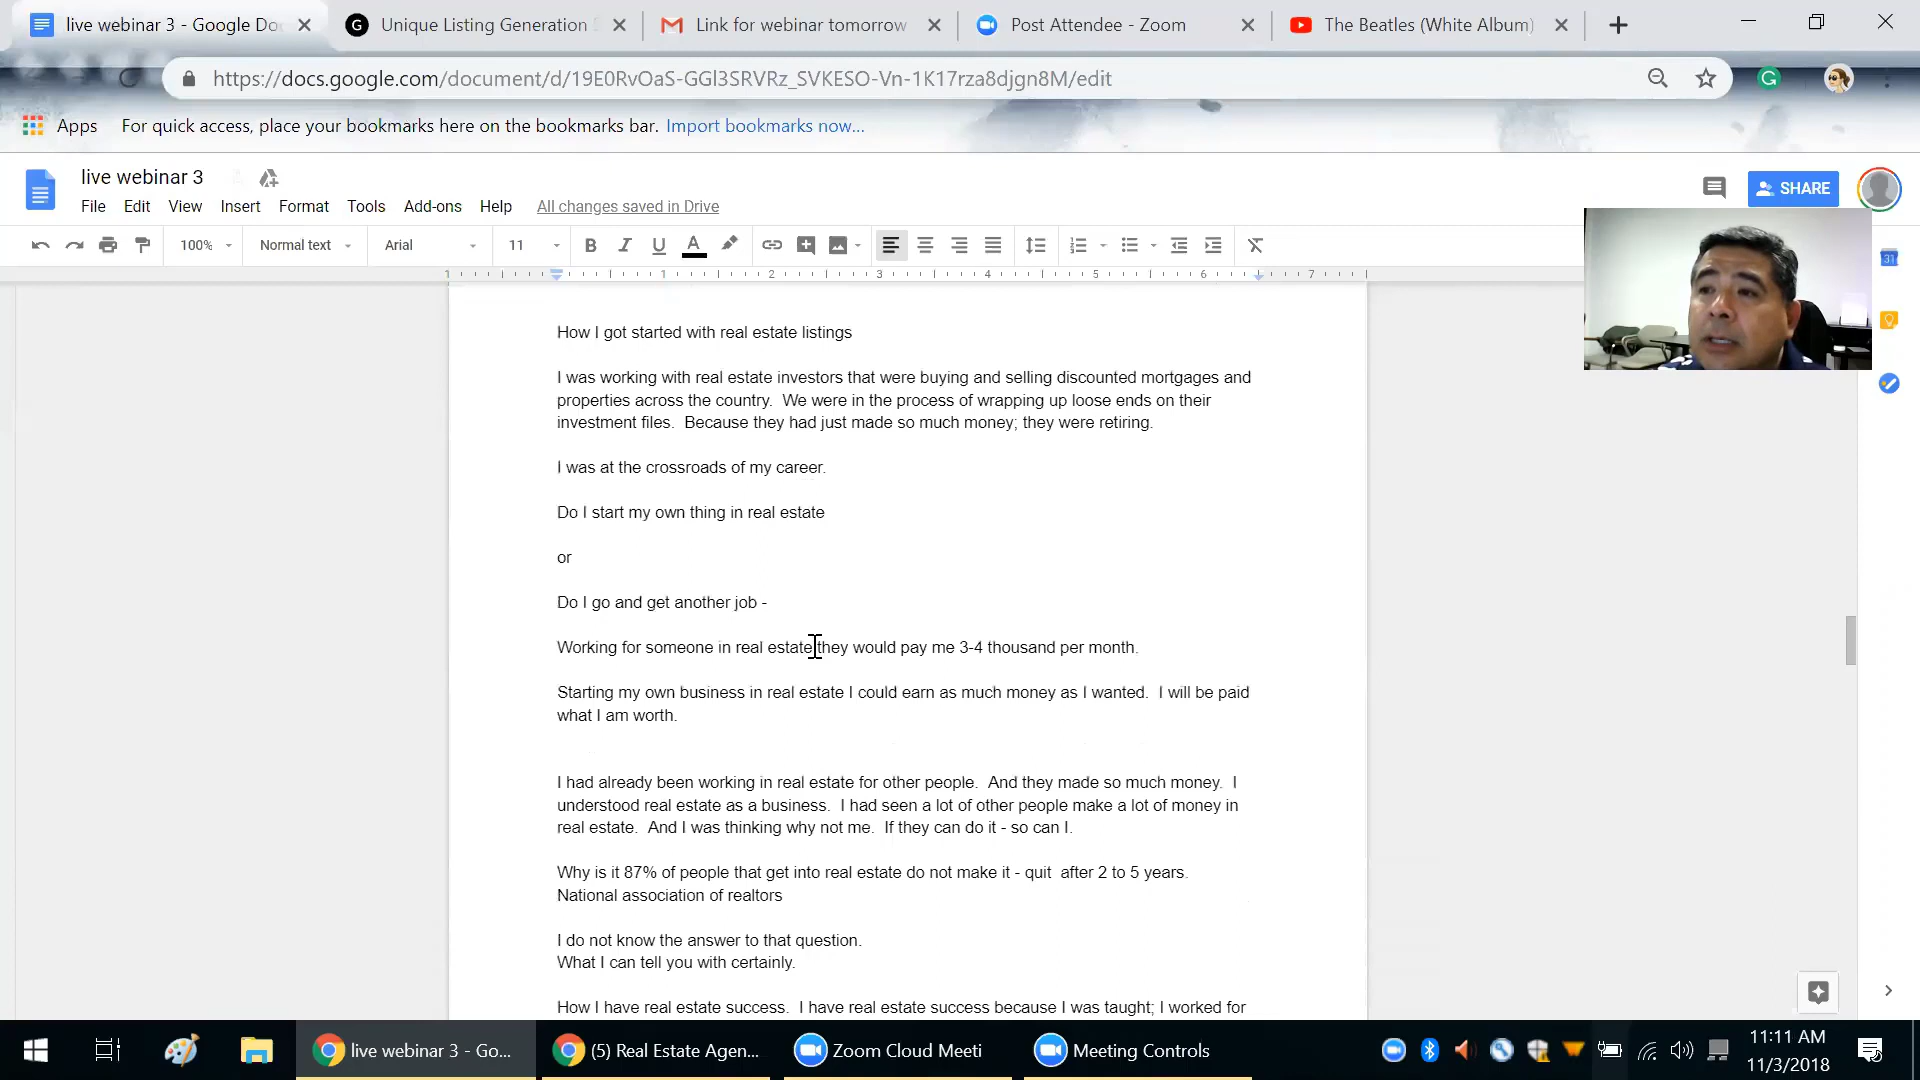 live webinar 3 - Google Do
Unique Listing Generation
Link for webinar tomorrow
Post Attendee - Zoom
The Beatles (White Album)
https://docs.google.com/document/d/19E0RvOaS-GGl3SRVRz_SVKESO-Vn-1K17rza8djgn8M/edit
Apps
For quick access, place your bookmarks here on the bookmarks bar. Import bookmarks now...
live webinar 3
SHARE
File Edit View Insert Format Tools Add-ons Help All changes saved in Drive
100% Normal text Arial 11 B I U A
1 1 2 3 4 5 6 7
31
How I got started with real estate listings
I was working with real estate investors that were buying and selling discounted mortgages and
properties across the country. We were in the process of wrapping up loose ends on their
investment files. Because they had just made so much money; they were retiring.
I was at the crossroads of my career.
Do I start my own thing in real estate
or
Do I go and get another job -
Working for someone in real estate they would pay me 3-4 thousand per month.
Starting my own business in real estate I could earn as much money as I wanted. I will be paid
what I am worth.
I had already been working in real estate for other people. And they made so much money. I
understood real estate as a business. I had seen a lot of other people make a lot of money in
real estate. And I was thinking why not me. If they can do it - so can I.
Why is it 87% of people that get into real estate do not make it - quit after 2 to 5 years.
National association of realtors
I do not know the answer to that question.
What I can tell you with certainly.
How I have real estate success. I have real estate success because I was taught; I worked for
live webinar 3 - Go...
(5) Real Estate Agen...
Zoom Cloud Meeti
Meeting Controls
11:11 AM
11/3/2018